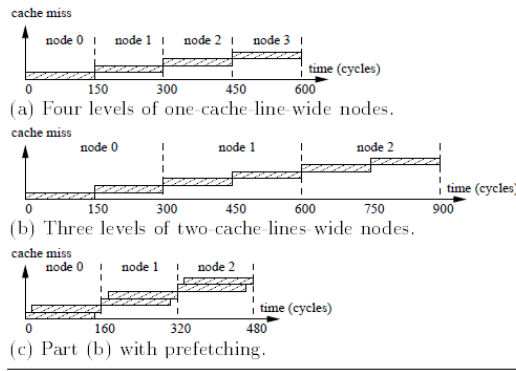 cache miss
node 0 node 1 node 2 node 3
time (cycles)
0 150 300 450 600
(a) Four levels of one-cache-line-wide nodes.
cache miss
node 0 node 1 node 2
time (cycles)
0 150 300 450 600 750 900
(b) Three levels of two-cache-lines-wide nodes.
cache miss
node 0 node 1 node 2
time (cycles)
0 160 320 480
(c) Part (b) with prefetching.